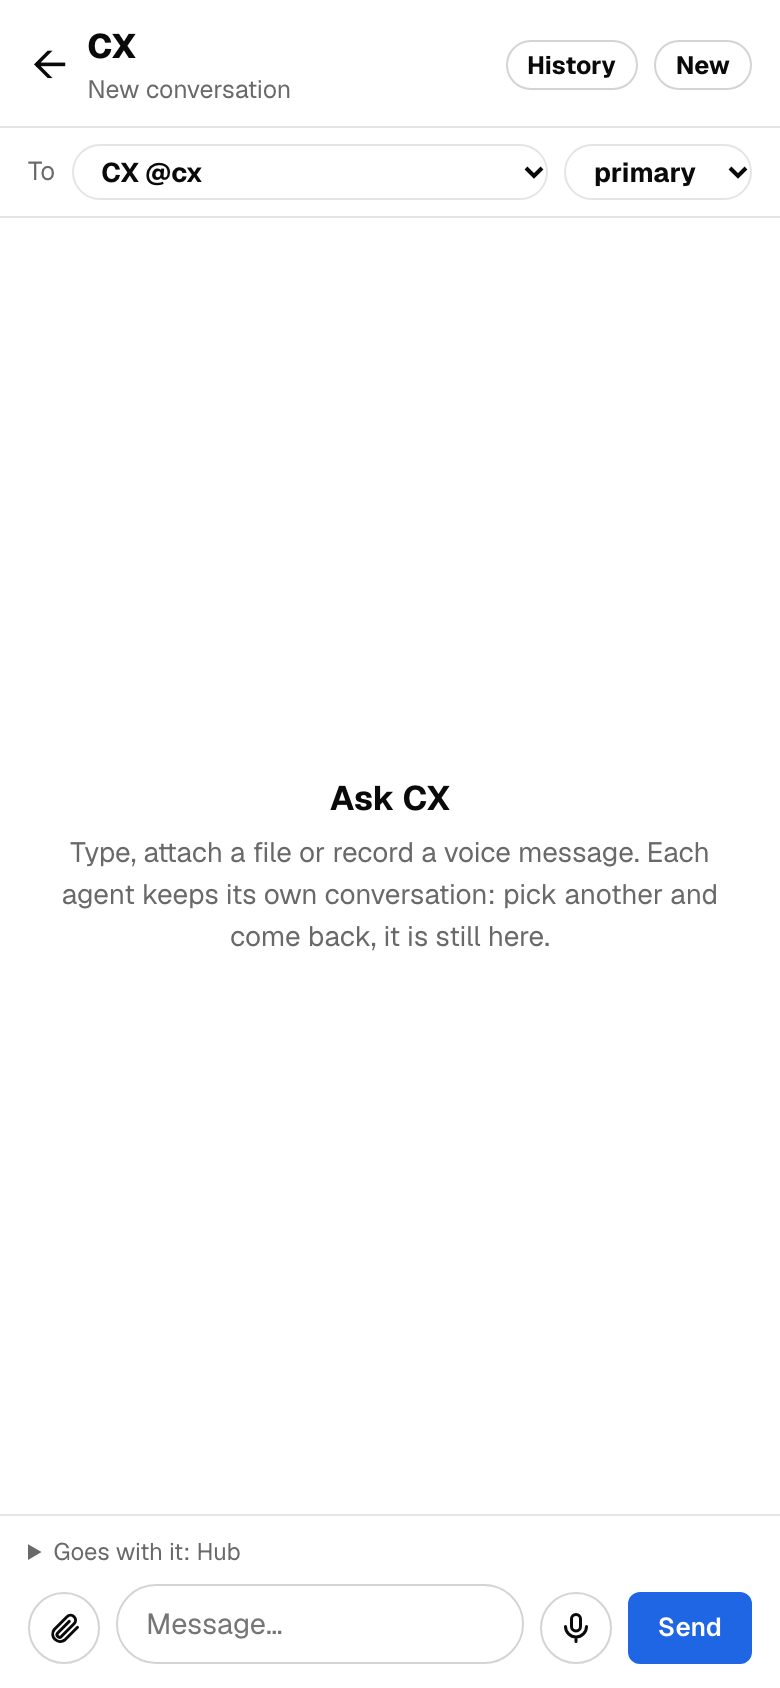 CX
New conversation
History
New
To
CX @cx
primary
Ask CX
Type, attach a file or record a voice message. Each
agent keeps its own conversation: pick another and
come back, it is still here.
Goes with it: Hub
Message...
Send